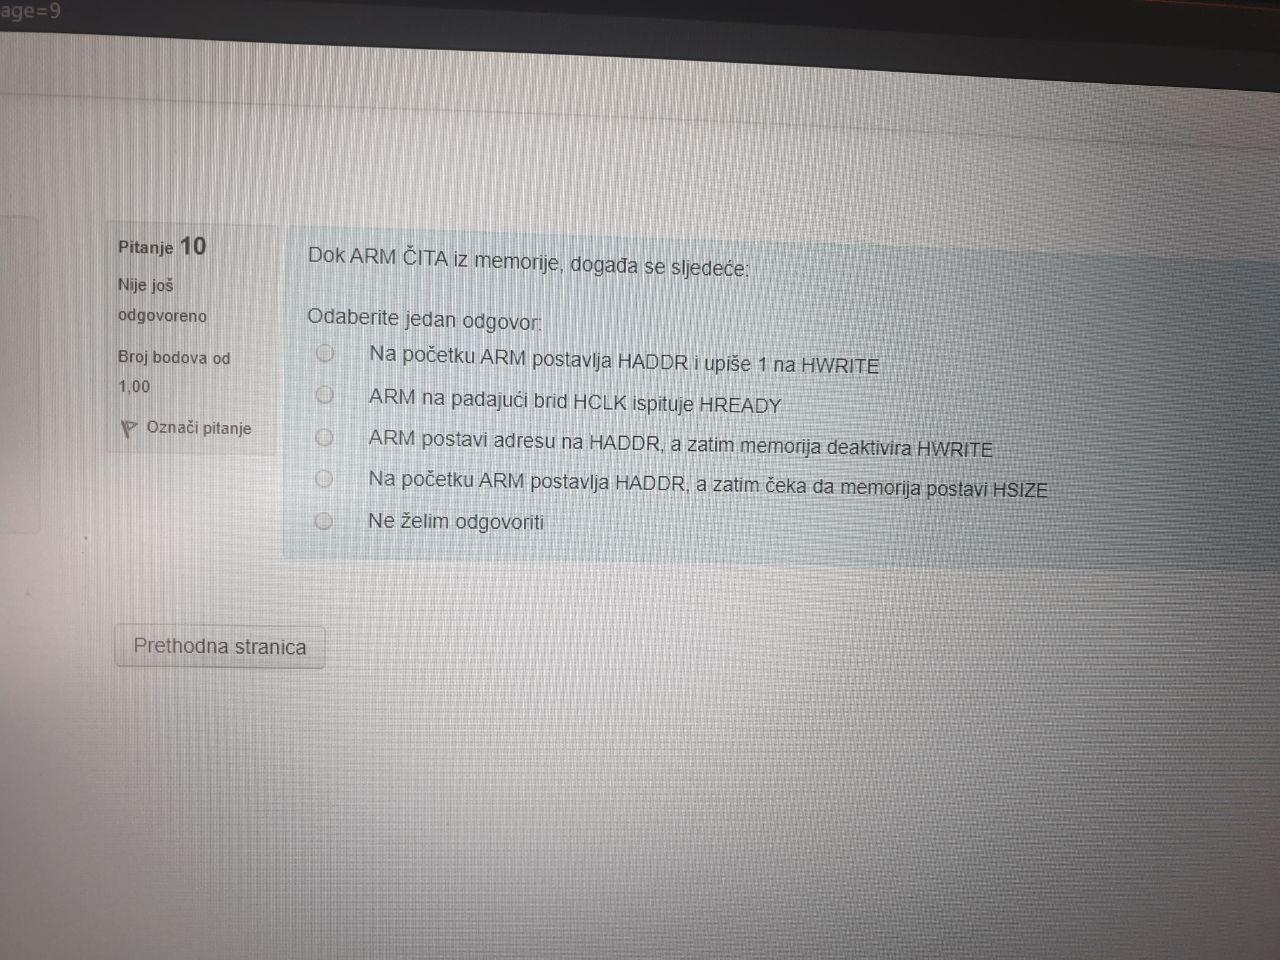 age=9
Pitanje 10
Nije još
odgovoreno
Broj bodova od
1,00
Označi pitanje
Dok ARM ČITA iz memorije, događa se sljedeće:
Odaberite jedan odgovor:
Na početku ARM postavlja HADDR i upiše 1 na HWRITE
ARM na padajući brid HCLK ispituje HREADY
ARM postavi adresu na HADDR, a zatim memorija deaktivira HWRITE
Na početku ARM postavlja HADDR, a zatim čeka da memorija postavi HSIZE
Ne želim odgovoriti
Prethodna stranica